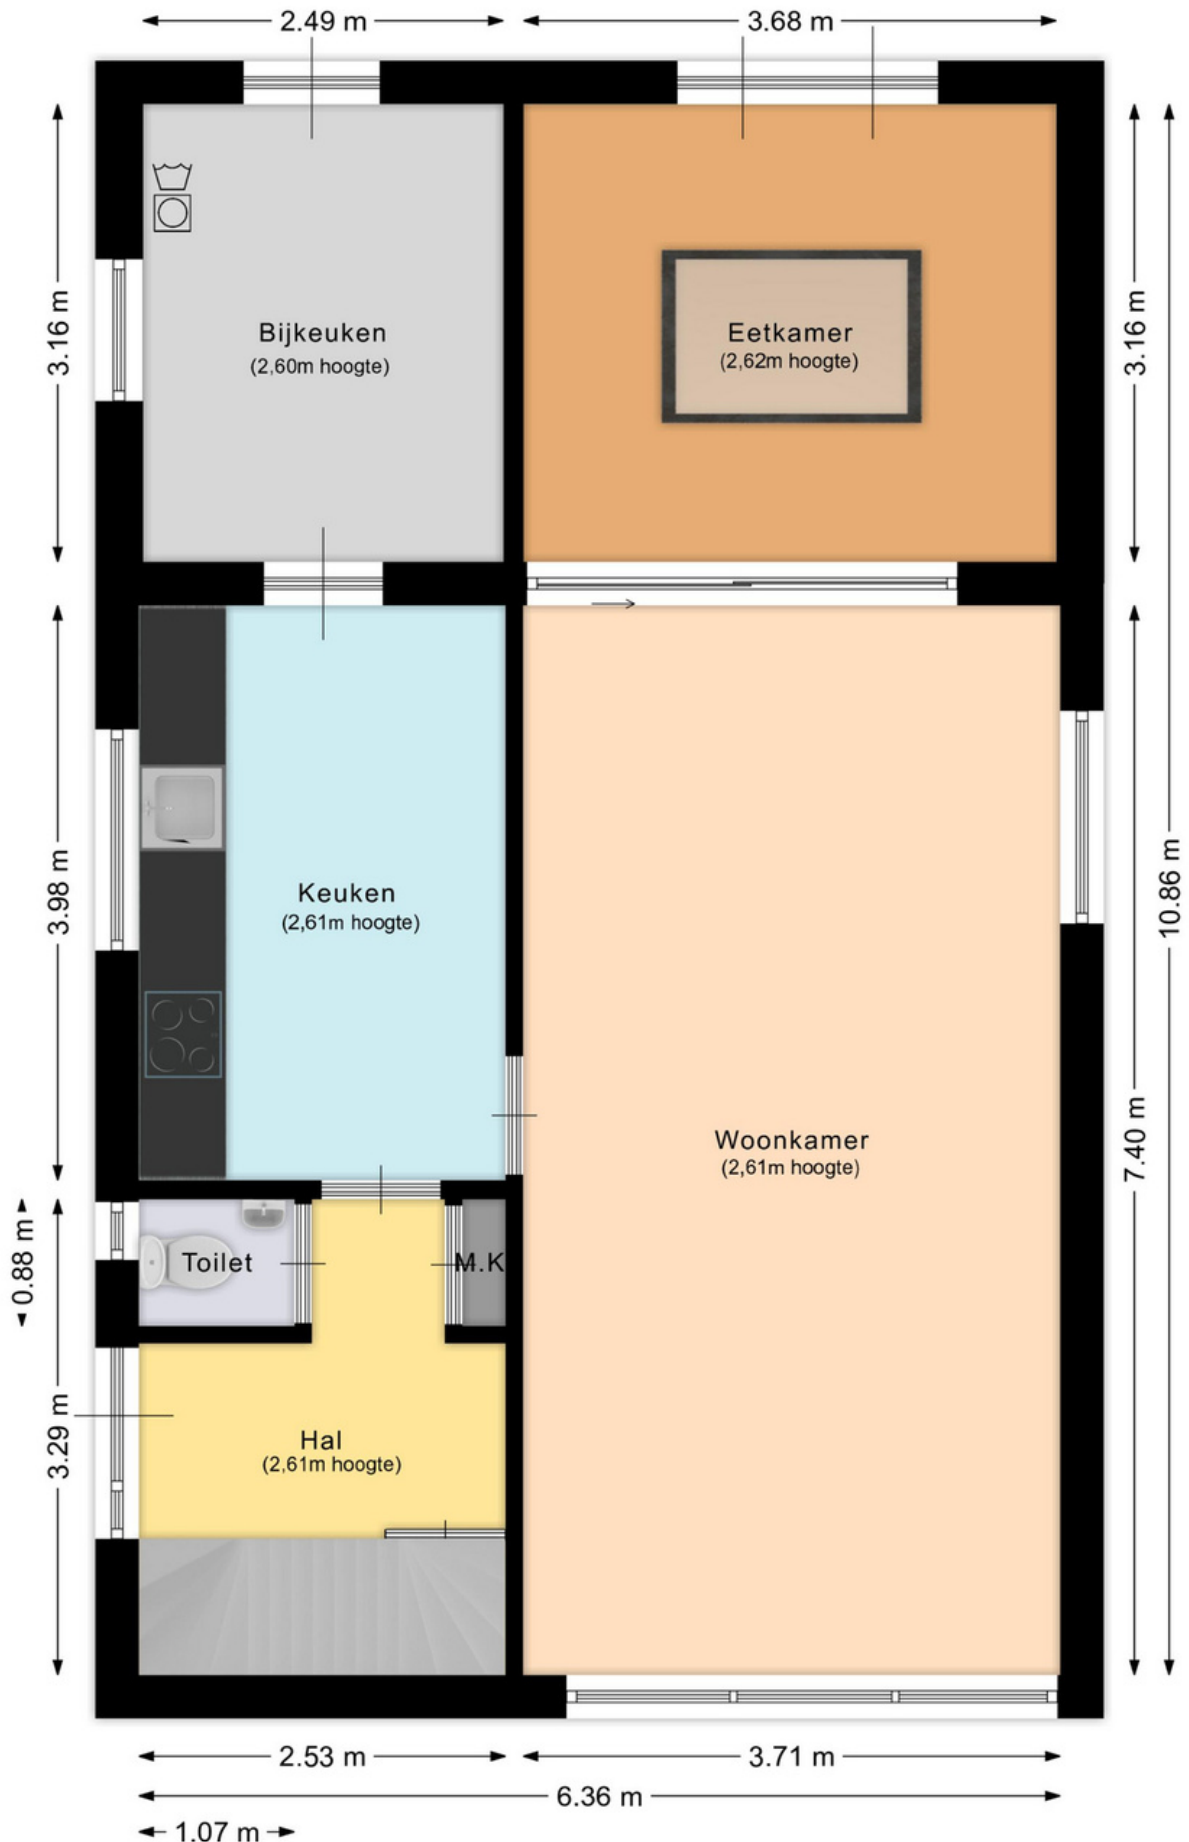 2.49 m
3.68 m
3.16 m
Bijkeuken
(2,60m hoogte)
Eetkamer
(2,62m hoogte)
3.16 m
3.98 m
Keuken
(2,61m hoogte)
10.86 m
Woonkamer
(2,61m hoogte)
7.40 m
0.88 m
Toilet
M.K
3.29 m
Hal
(2,61m hoogte)
2.53 m
3.71 m
6.36 m
1.07 m